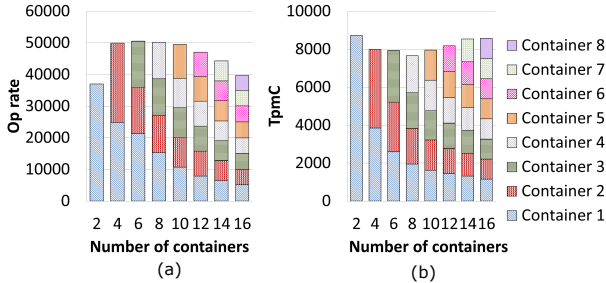 60000
50000
40000
30000
20000
10000
0
Op rate
2 4 6 8 10 12 14 16
Number of containers
(a)
10000
8000
6000
4000
2000
0
TpmC
2 4 6 8 10 12 14 16
Number of containers
(b)
Container 8
Container 7
Container 6
Container 5
Container 4
Container 3
Container 2
Container 1